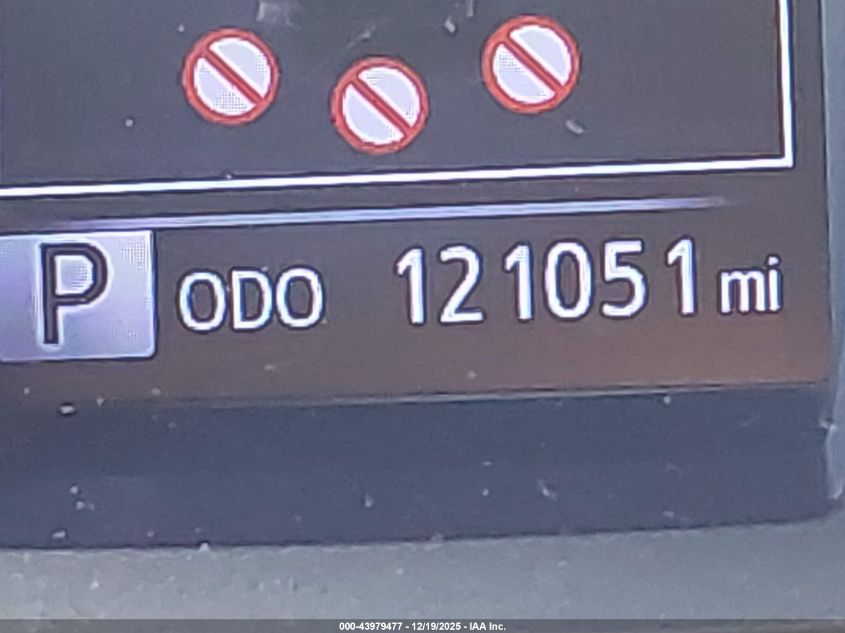 P ODO 121051 mi
000-43979477 - 12/19/2025 - IAA Inc.